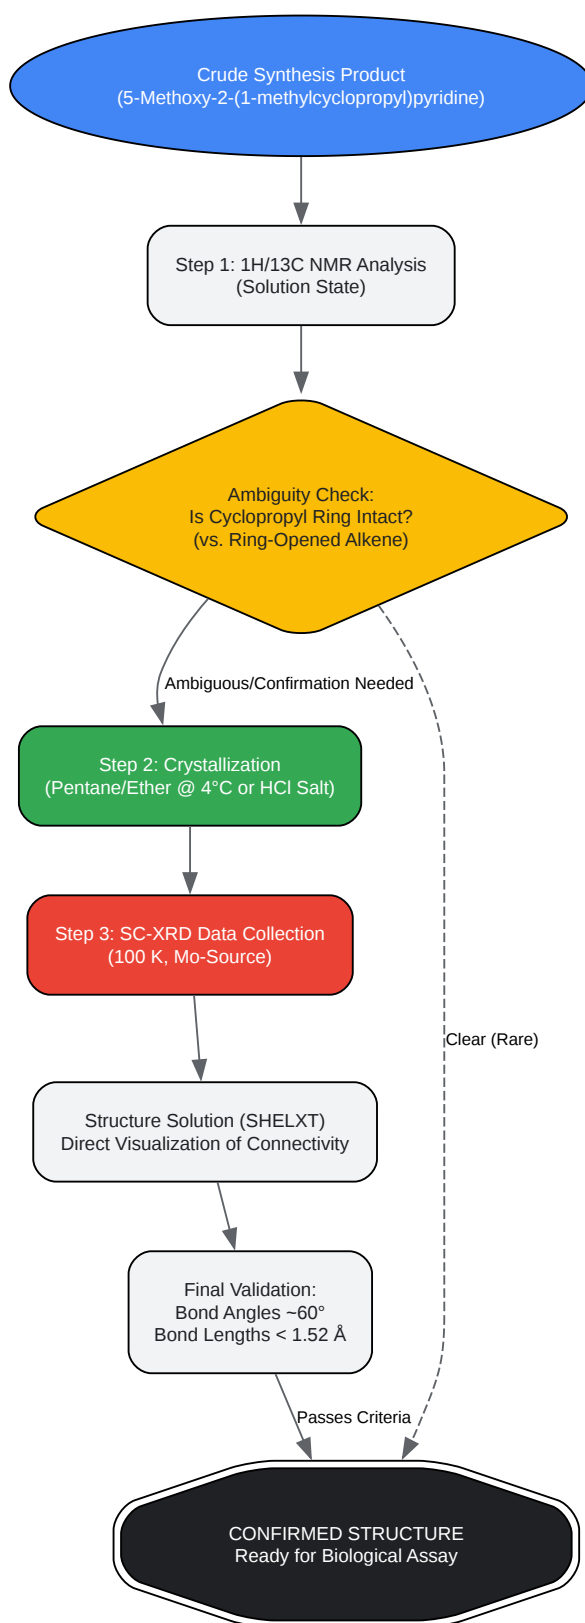 Crude Synthesis Product
(5-Methoxy-2-(1-methylcyclopropyl)pyridine)
Step 1: 1H/13C NMR Analysis
(Solution State)
Ambiguity Check:
Is Cyclopropyl Ring Intact?
(vs. Ring-Opened Alkene)
Ambiguous/Confirmation Needed
Step 2: Crystallization
(Pentane/Ether @ 4°C or HCl Salt)
Step 3: SC-XRD Data Collection
(100 K, Mo-Source)
Clear (Rare)
Structure Solution (SHELXT)
Direct Visualization of Connectivity
Final Validation:
Bond Angles ~60°
Bond Lengths < 1.52 Å
Passes Criteria
CONFIRMED STRUCTURE
Ready for Biological Assay